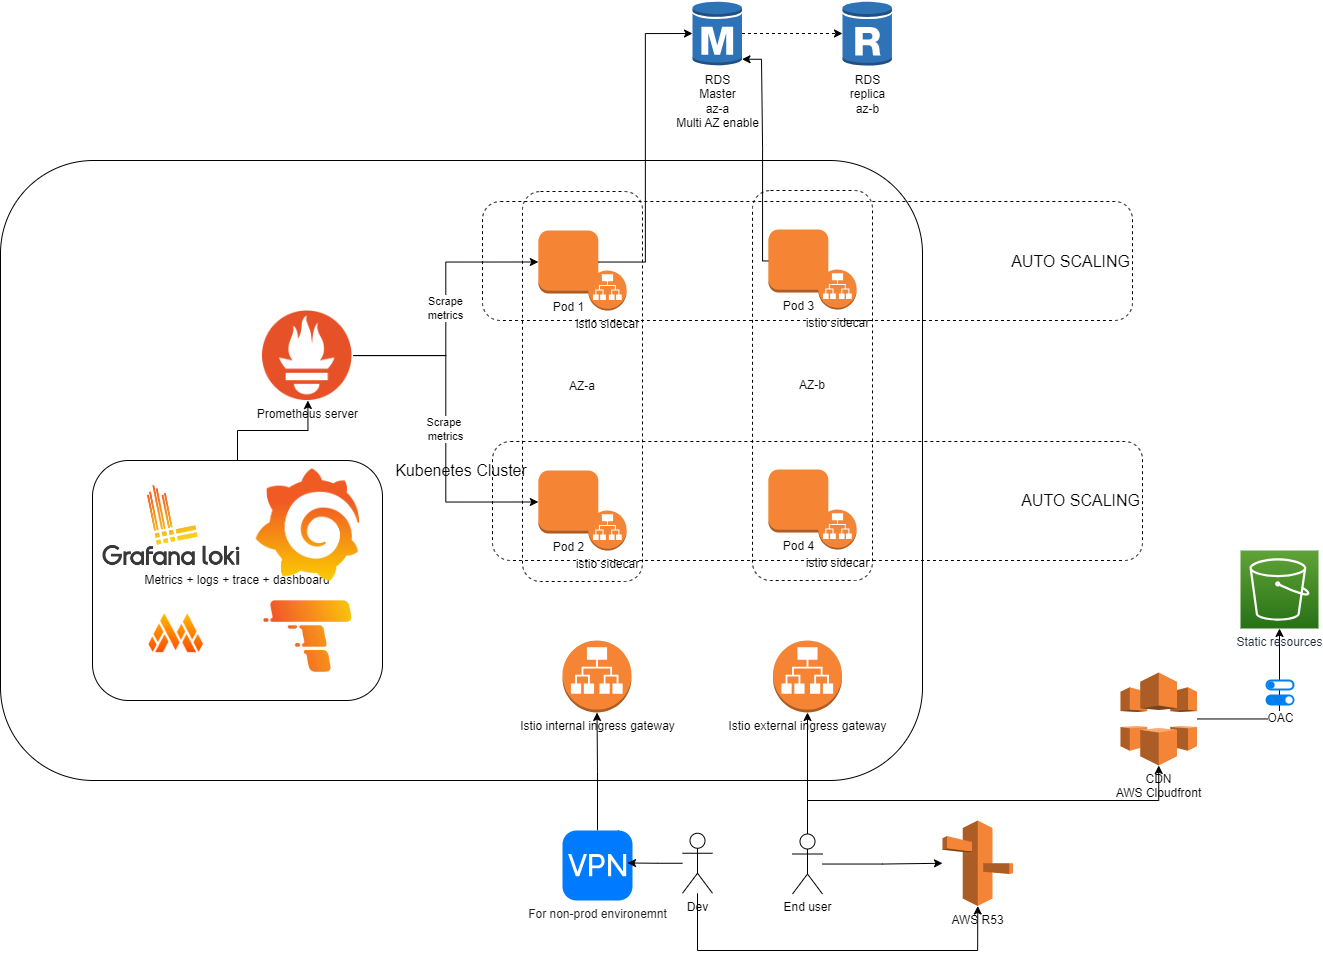 M
R
RDS
Master
az-a
Multi AZ enable
RDS
replica
az-b
AUTO SCALING
Pod 1
istio sidecar
Pod 3
istio sidecar
Scrape
metrics
Prometheus server
AZ-a
AZ-b
Scrape
metrics
Kubenetes Cluster
AUTO SCALING
Grafana loki
Metrics + logs + trace + dashboard
Pod 2
istio sidecar
Pod 4
istio sidecar
Static resources
Istio internal ingress gateway
Istio external ingress gateway
OAC
CDN
AWS Cloudfront
VPN
For non-prod environemnt
Dev
End user
AWS R53